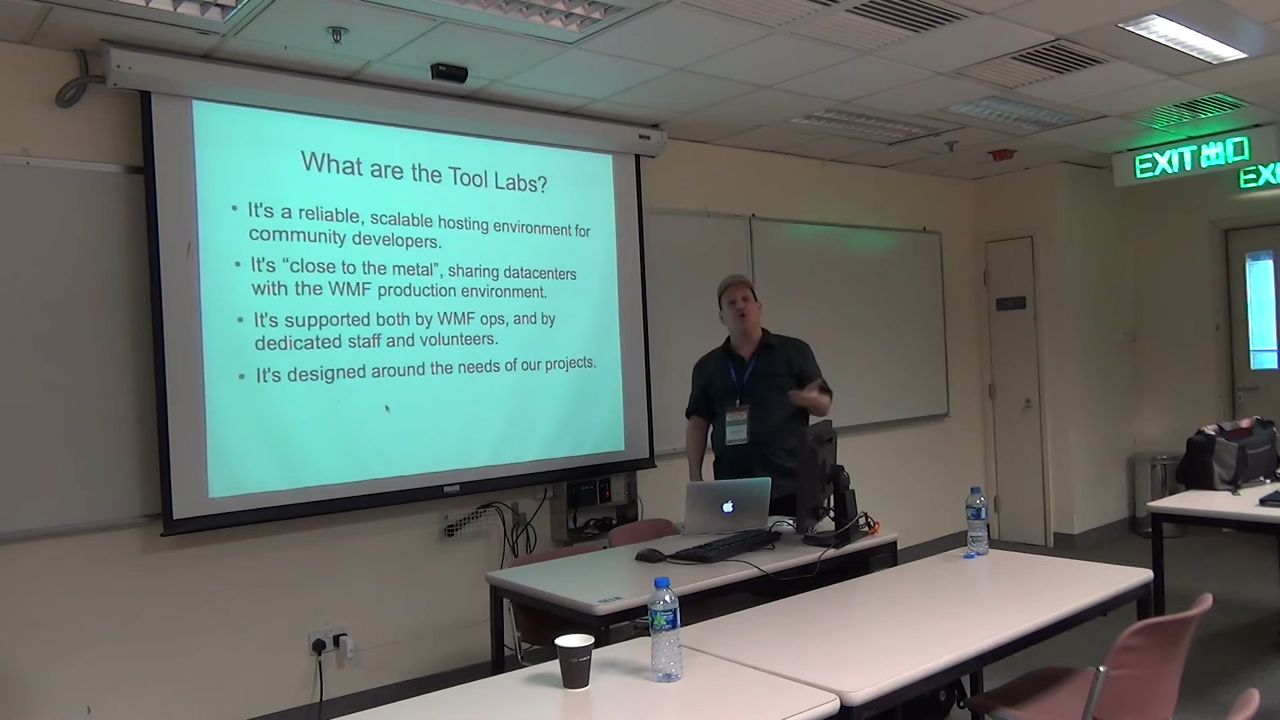 What are the Tool Labs?
• It's a reliable, scalable hosting environment for
community developers.
• It's “close to the metal”, sharing datacenters
with the WMF production environment.
• It's supported both by WMF ops, and by
dedicated staff and volunteers.
• It's designed around the needs of our projects.
EXIT 出口
EXI